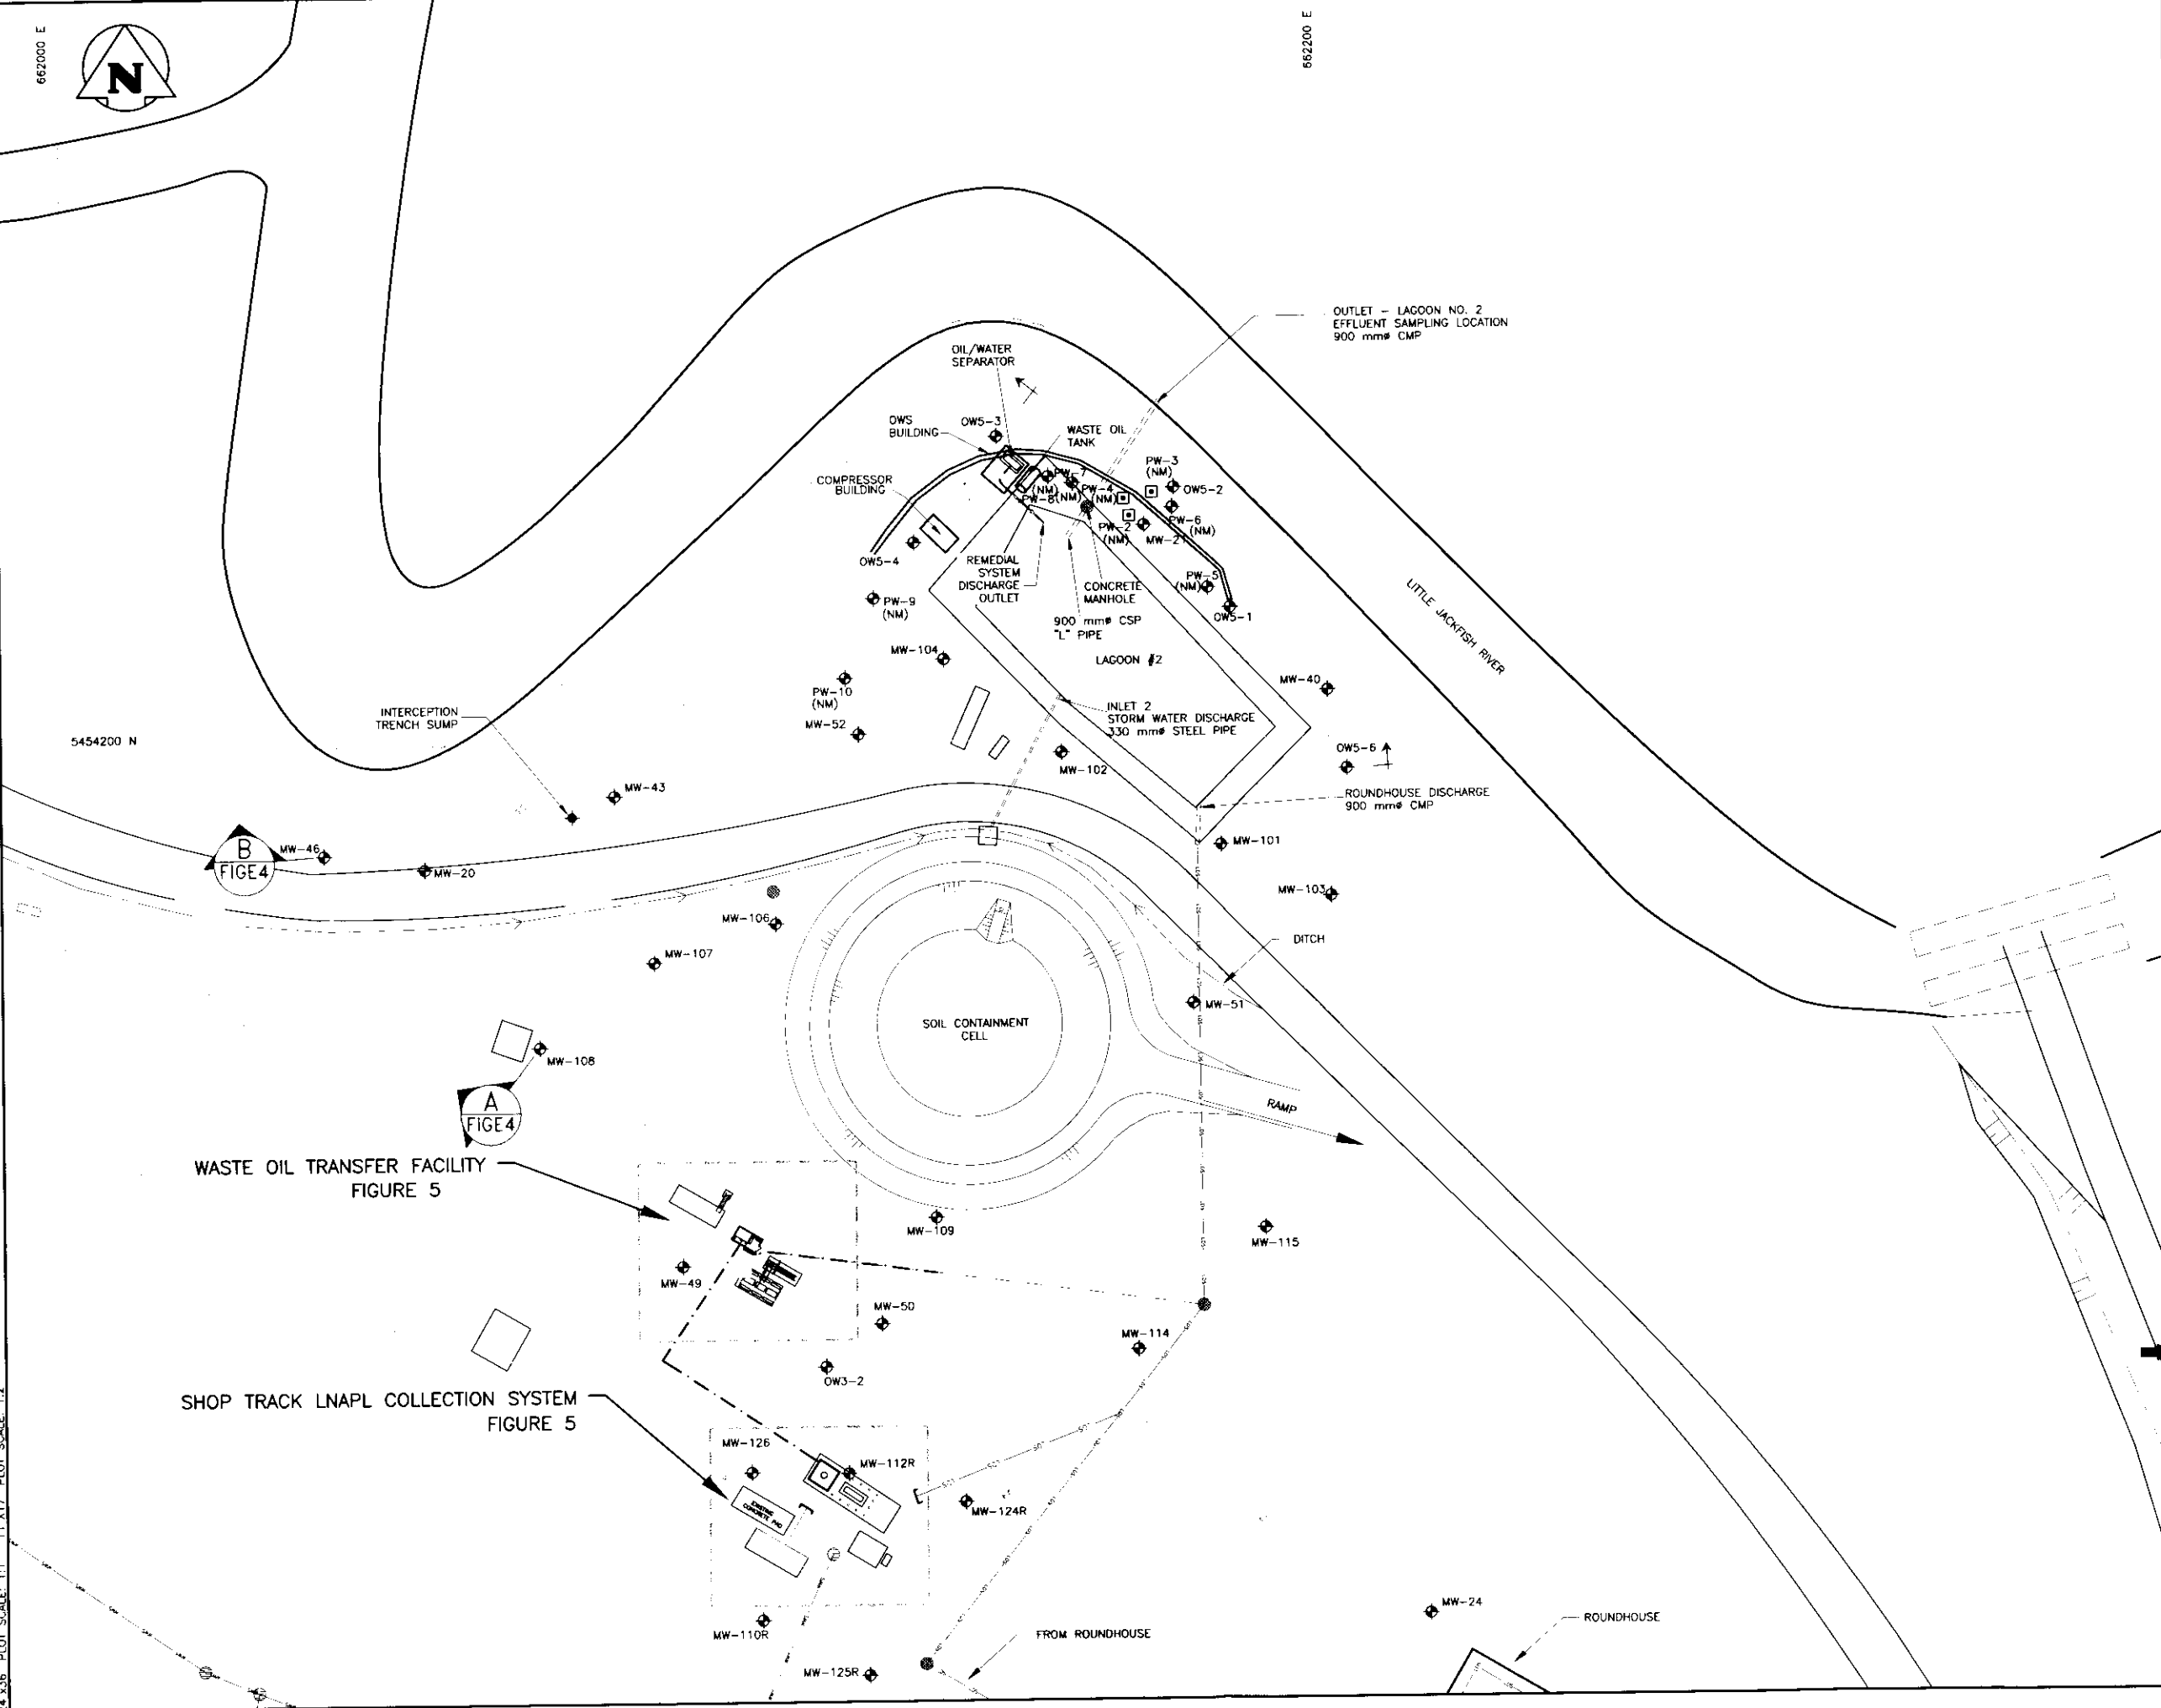 662000 E
N
662200 E
OUTLET - LAGOON NO. 2
EFFLUENT SAMPLING LOCATION
900 mmø CMP
OIL/WATER
SEPARATOR
OWS
BUILDING
OW5-3
WASTE OIL
TANK
COMPRESSOR
BUILDING
PW-3
(NM)
OW5-2
PW-7
(NM)
PW-8(NM)
PW-4
(NM)
PW-2
(NM)
PW-6
(NM)
MW-21
OW5-4
REMEDIAL
SYSTEM
DISCHARGE
OUTLET
CONCRETE
MANHOLE
PW-5
(NM)
OW5-1
PW-9
(NM)
900 mmø CSP
"L" PIPE
LITTLE JACKFISH RIVER
MW-104
LAGOON #2
PW-10
(NM)
MW-40
INTERCEPTION
TRENCH SUMP
MW-52
INLET 2
STORM WATER DISCHARGE
330 mmø STEEL PIPE
5454200 N
OW5-6
MW-102
MW-43
ROUNDHOUSE DISCHARGE
900 mmø CMP
B
FIGE4
MW-46
MW-20
MW-101
MW-103
MW-106
MW-107
DITCH
MW-51
SOIL CONTAINMENT
CELL
MW-108
A
FIGE4
RAMP
WASTE OIL TRANSFER FACILITY
FIGURE 5
MW-109
MW-115
MW-49
MW-50
MW-114
OW3-2
SHOP TRACK LNAPL COLLECTION SYSTEM
FIGURE 5
MW-126
MW-112R
EXISTING
CONCRETE PAD
MW-124R
MW-24
ROUNDHOUSE
MW-110R
FROM ROUNDHOUSE
MW-125R